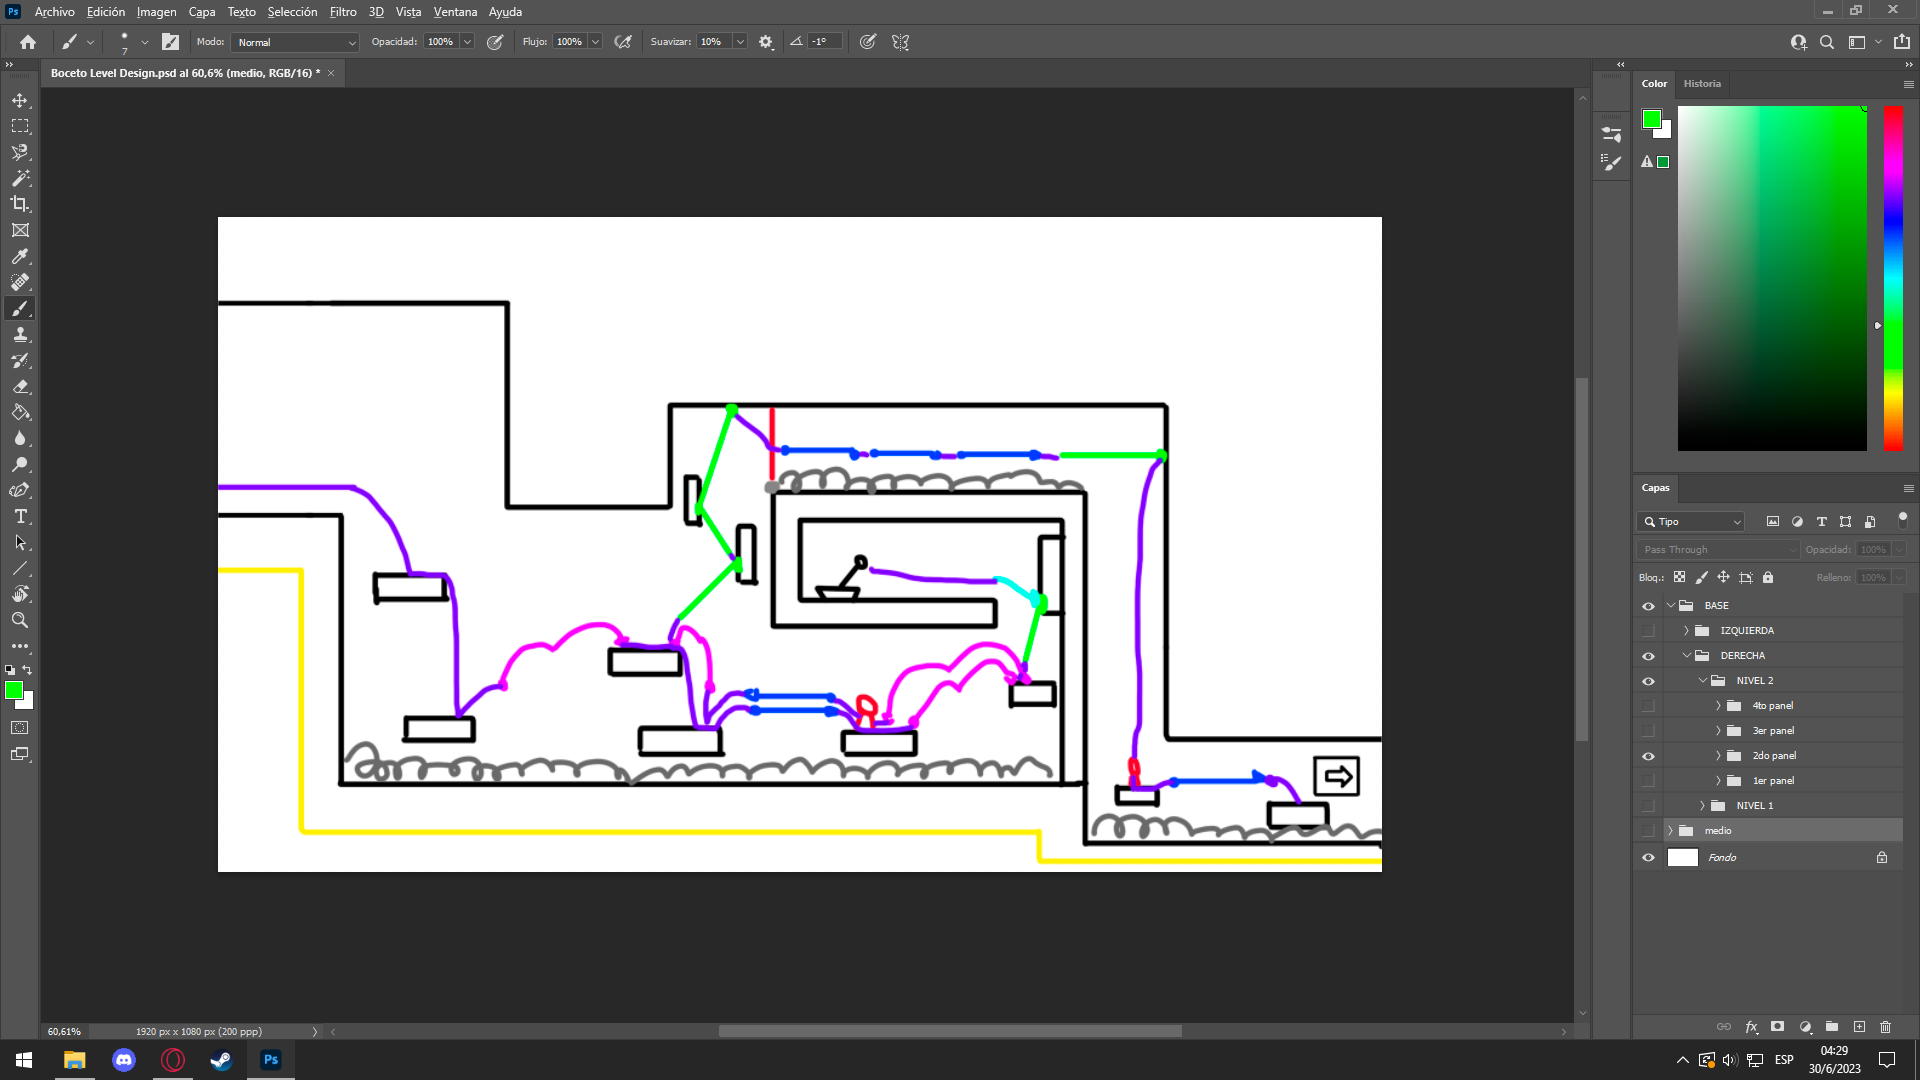 Ps Archivo Edición Imagen Capa Texto Selección Filtro 3D Vista Ventana Ayuda
7 Modo: Normal Opacidad: 100% Flujo: 100% Suavizar: 10% -1º
Boceto Level Design.psd al 60,6% (medio, RGB/16) *
Color Historia
Capas
Tipo
Pass Through Opacidad: 100%
Bloq.: Relleno: 100%
BASE
IZQUIERDA
DERECHA
NIVEL 2
4to panel
3er panel
2do panel
1er panel
NIVEL 1
medio
Fondo
fx
60,61% 1920 px x 1080 px (200 ppp)
Ps ESP 04:29
30/6/2023